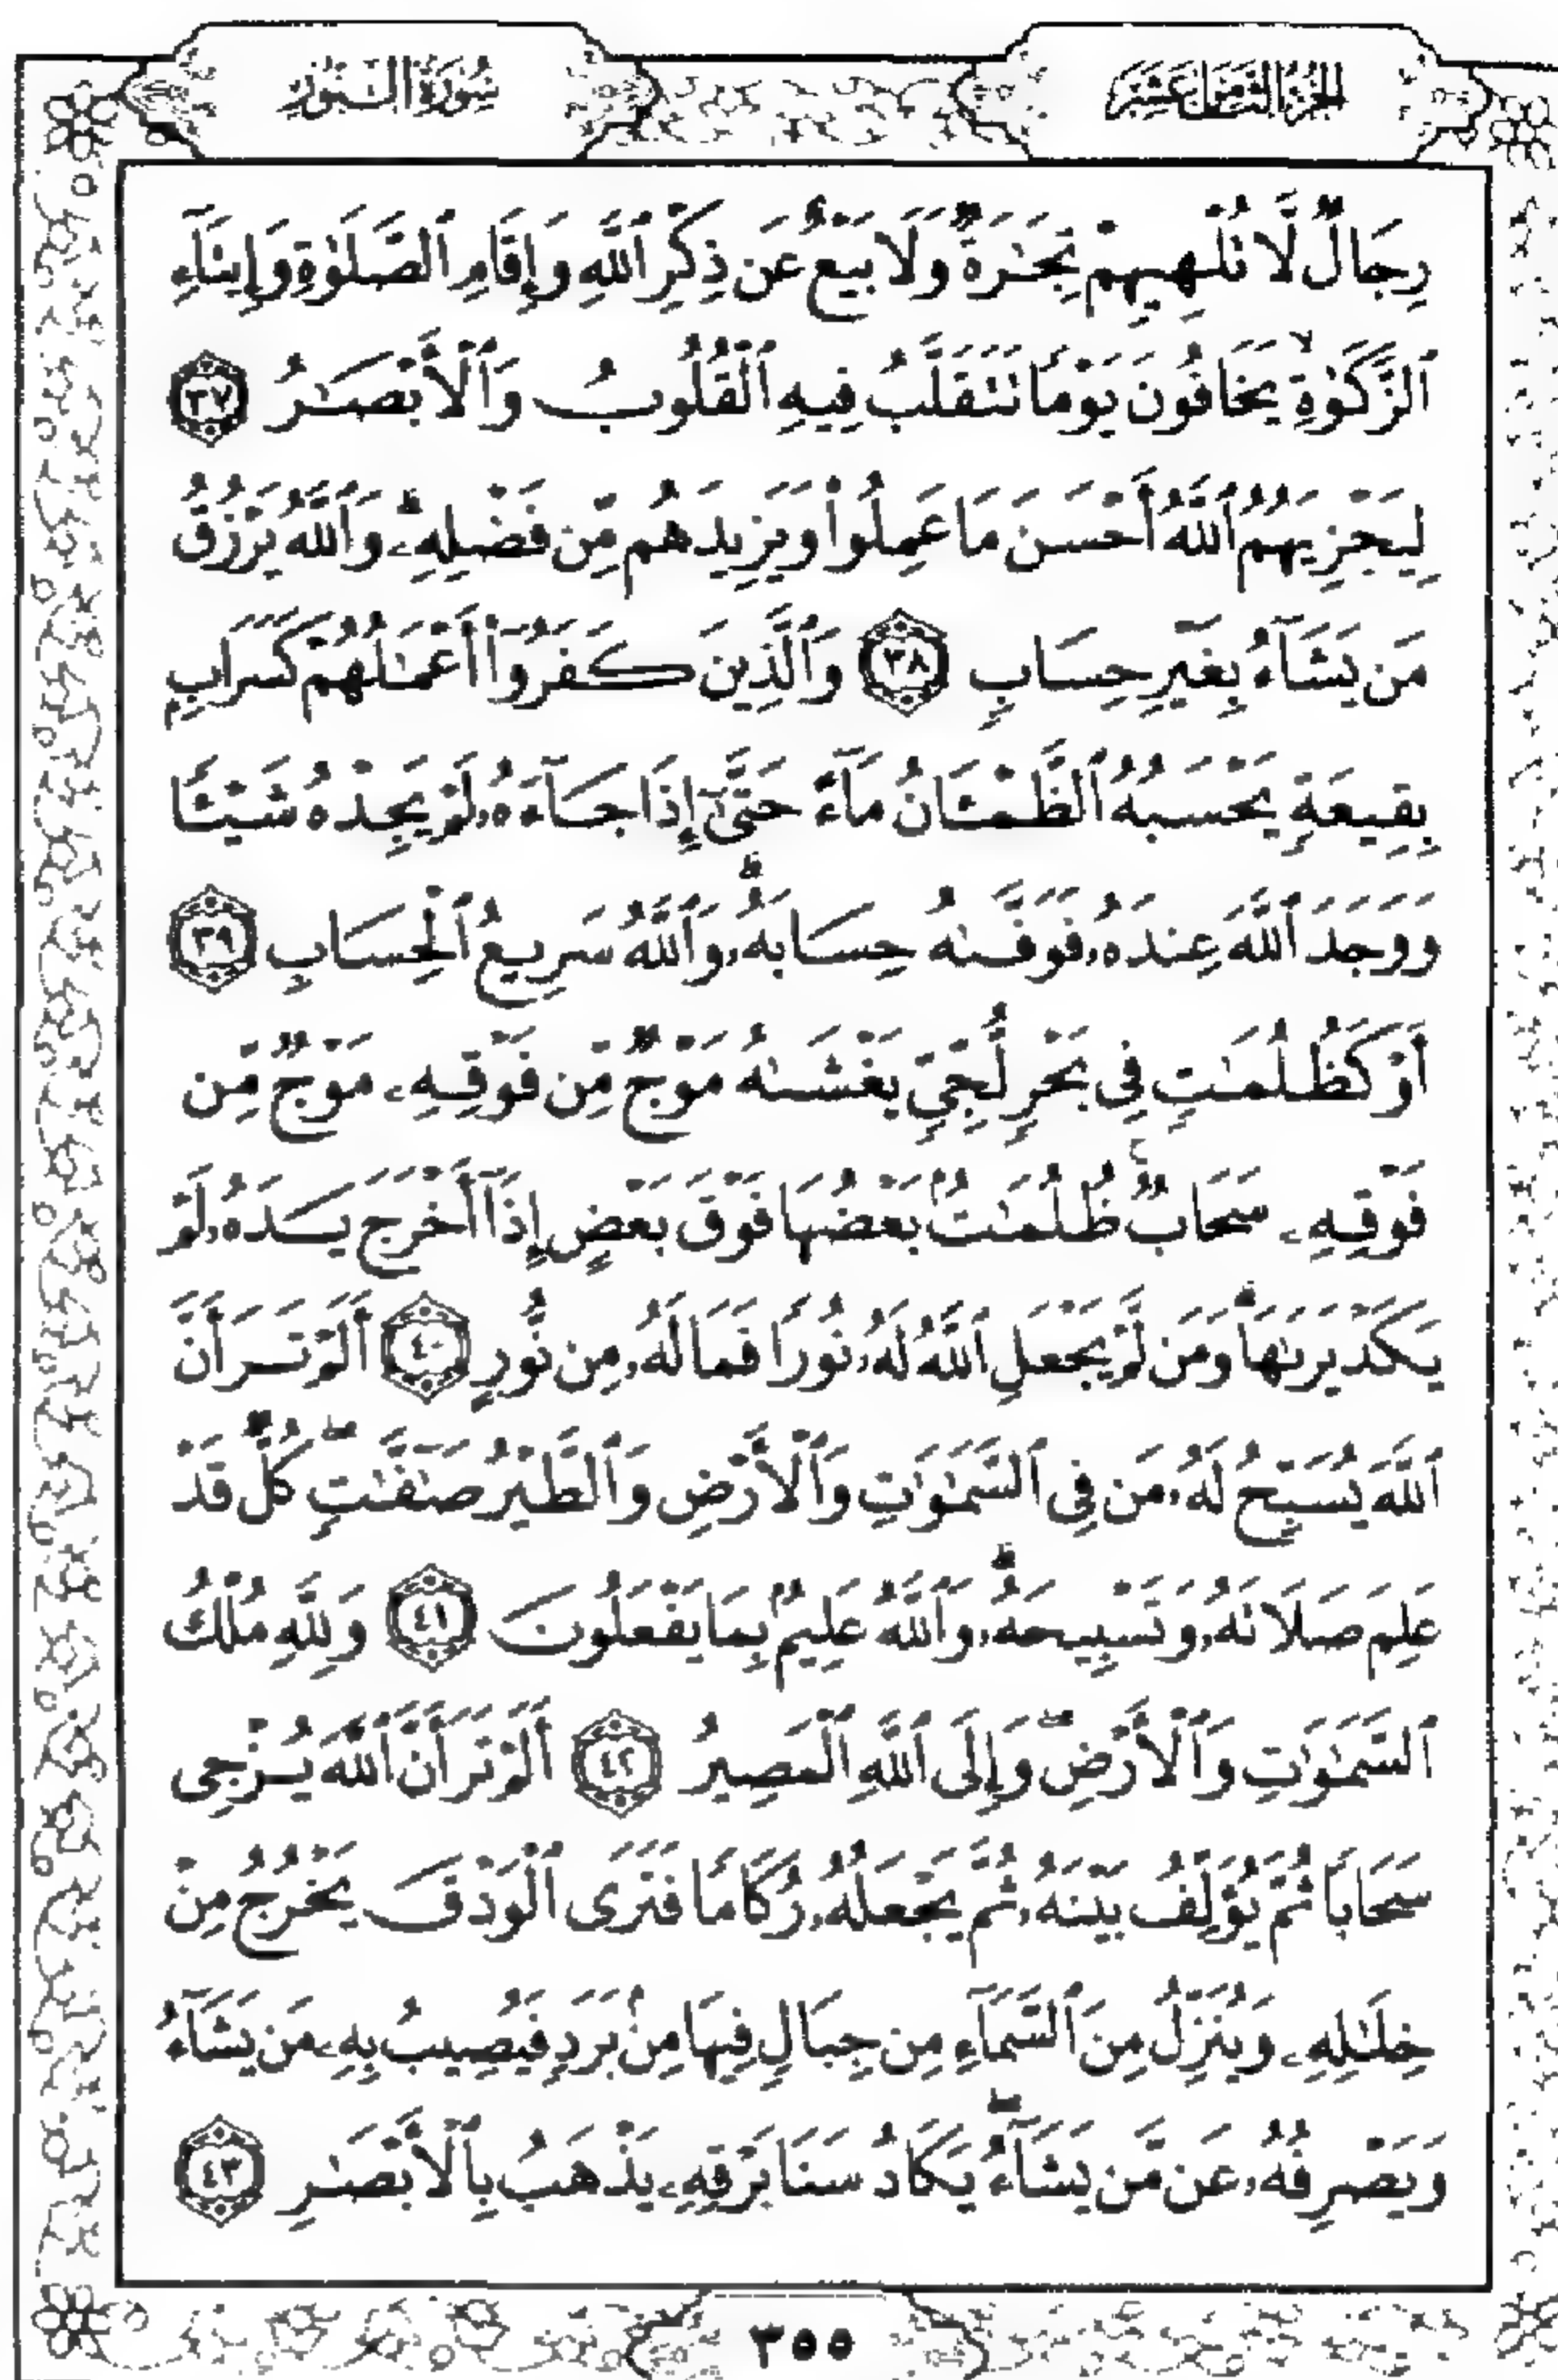 الجزء الثامن عشر
سورة النور
رِجَالٌ لَّا تُلْهِيهِمْ تِجَٰرَةٌ وَلَا بَيْعٌ عَن ذِكْرِ ٱللَّهِ وَإِقَامِ ٱلصَّلَوٰةِ وَإِيتَآءِ
ٱلزَّكَوٰةِ ۙ يَخَافُونَ يَوْمًا تَتَقَلَّبُ فِيهِ ٱلْقُلُوبُ وَٱلْأَبْصَٰرُ ٣٧
لِيَجْزِيَهُمُ ٱللَّهُ أَحْسَنَ مَا عَمِلُوا۟ وَيَزِيدَهُم مِّن فَضْلِهِۦ ۗ وَٱللَّهُ يَرْزُقُ
مَن يَشَآءُ بِغَيْرِ حِسَابٍ ٣٨ وَٱلَّذِينَ كَفَرُوٓا۟ أَعْمَٰلُهُمْ كَسَرَابٍۭ
بِقِيعَةٍ يَحْسَبُهُ ٱلظَّمْـَٔانُ مَآءً حَتَّىٰٓ إِذَا جَآءَهُۥ لَمْ يَجِدْهُ شَيْـًٔا
وَوَجَدَ ٱللَّهَ عِندَهُۥ فَوَفَّىٰهُ حِسَابَهُۥ ۗ وَٱللَّهُ سَرِيعُ ٱلْحِسَابِ ٣٩
أَوْ كَظُلُمَٰتٍ فِى بَحْرٍ لُّجِّىٍّ يَغْشَىٰهُ مَوْجٌ مِّن فَوْقِهِۦ مَوْجٌ مِّن
فَوْقِهِۦ سَحَابٌ ۚ ظُلُمَٰتٌۢ بَعْضُهَا فَوْقَ بَعْضٍ إِذَآ أَخْرَجَ يَدَهُۥ لَمْ
يَكَدْ يَرَىٰهَا ۗ وَمَن لَّمْ يَجْعَلِ ٱللَّهُ لَهُۥ نُورًا فَمَا لَهُۥ مِن نُّورٍ ٤٠ أَلَمْ تَرَ أَنَّ
ٱللَّهَ يُسَبِّحُ لَهُۥ مَن فِى ٱلسَّمَٰوَٰتِ وَٱلْأَرْضِ وَٱلطَّيْرُ صَٰٓفَّٰتٍ ۖ كُلٌّ قَدْ
عَلِمَ صَلَاتَهُۥ وَتَسْبِيحَهُۥ ۗ وَٱللَّهُ عَلِيمٌۢ بِمَا يَفْعَلُونَ ٤١ وَلِلَّهِ مُلْكُ
ٱلسَّمَٰوَٰتِ وَٱلْأَرْضِ ۖ وَإِلَى ٱللَّهِ ٱلْمَصِيرُ ٤٢ أَلَمْ تَرَ أَنَّ ٱللَّهَ يُزْجِى
سَحَابًا ثُمَّ يُؤَلِّفُ بَيْنَهُۥ ثُمَّ يَجْعَلُهُۥ رُكَامًا فَتَرَى ٱلْوَدْقَ يَخْرُجُ مِنْ
خِلَٰلِهِۦ وَيُنَزِّلُ مِنَ ٱلسَّمَآءِ مِن جِبَالٍ فِيهَا مِنۢ بَرَدٍ فَيُصِيبُ بِهِۦ مَن يَشَآءُ
وَيَصْرِفُهُۥ عَن مَّن يَشَآءُ ۖ يَكَادُ سَنَا بَرْقِهِۦ يَذْهَبُ بِٱلْأَبْصَٰرِ ٤٣
٣٥٥